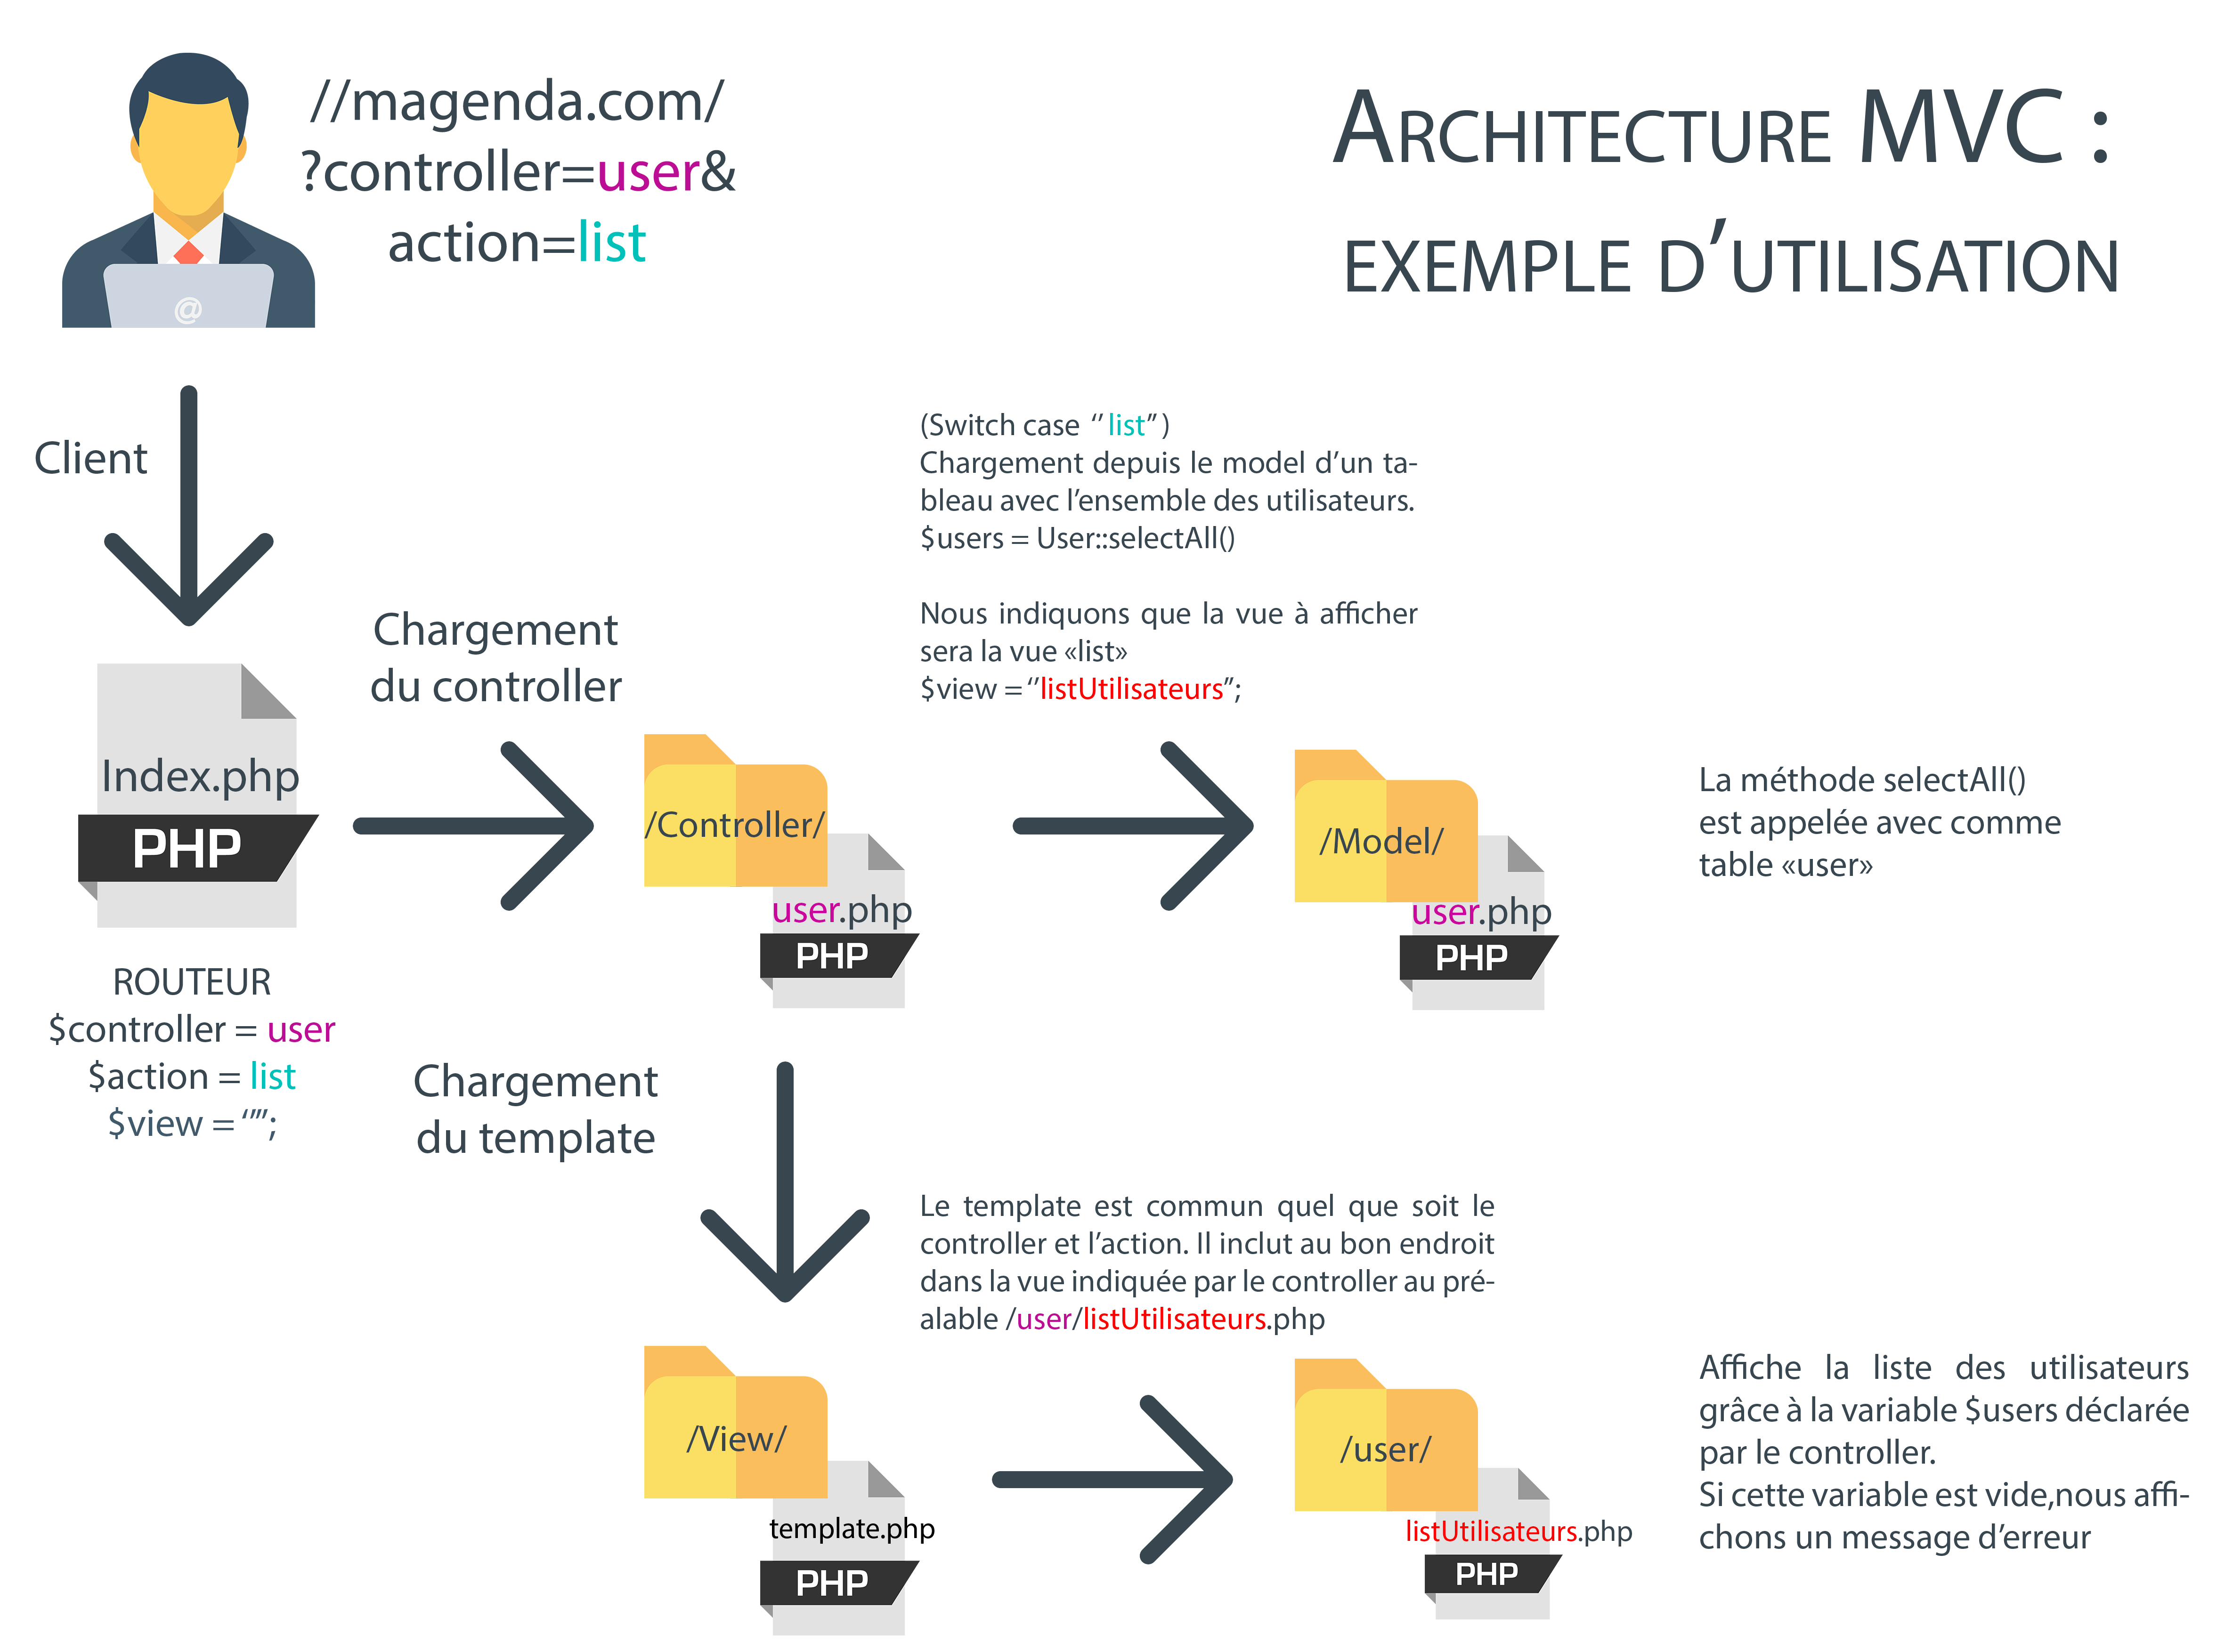 //magenda.com/
?controller=user&
action=list
ARCHITECTURE MVC :
EXEMPLE D'UTILISATION
@
Client
(Switch case ‘’ list’’ )
Chargement depuis le model d’un ta-
bleau avec l’ensemble des utilisateurs.
$users = User::selectAll()
Nous indiquons que la vue à afficher
sera la vue «list»
$view = ‘’listUtilisateurs’’;
Chargement
du controller
Index.php
PHP
ROUTEUR
$controller = user
$action = list
$view = ‘’’’;
/Controller/
user.php
PHP
/Model/
user.php
PHP
La méthode selectAll()
est appelée avec comme
table «user»
Chargement
du template
Le template est commun quel que soit le
controller et l’action. Il inclut au bon endroit
dans la vue indiquée par le controller au pré-
alable /user/listUtilisateurs.php
/View/
template.php
PHP
/user/
listUtilisateurs.php
PHP
Affiche la liste des utilisateurs
grâce à la variable $users déclarée
par le controller.
Si cette variable est vide,nous affi-
chons un message d’erreur